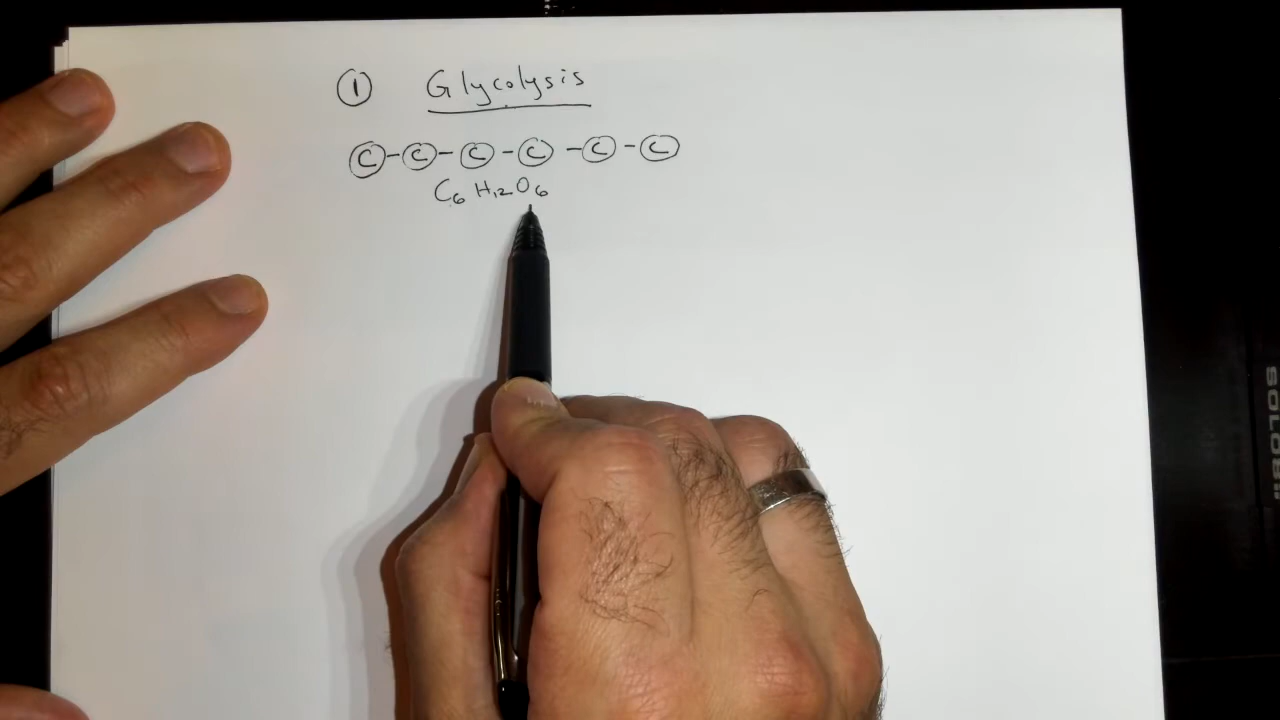 ① Glycolysis
C-C-C-C-C-C
C₆H₁₂O₆